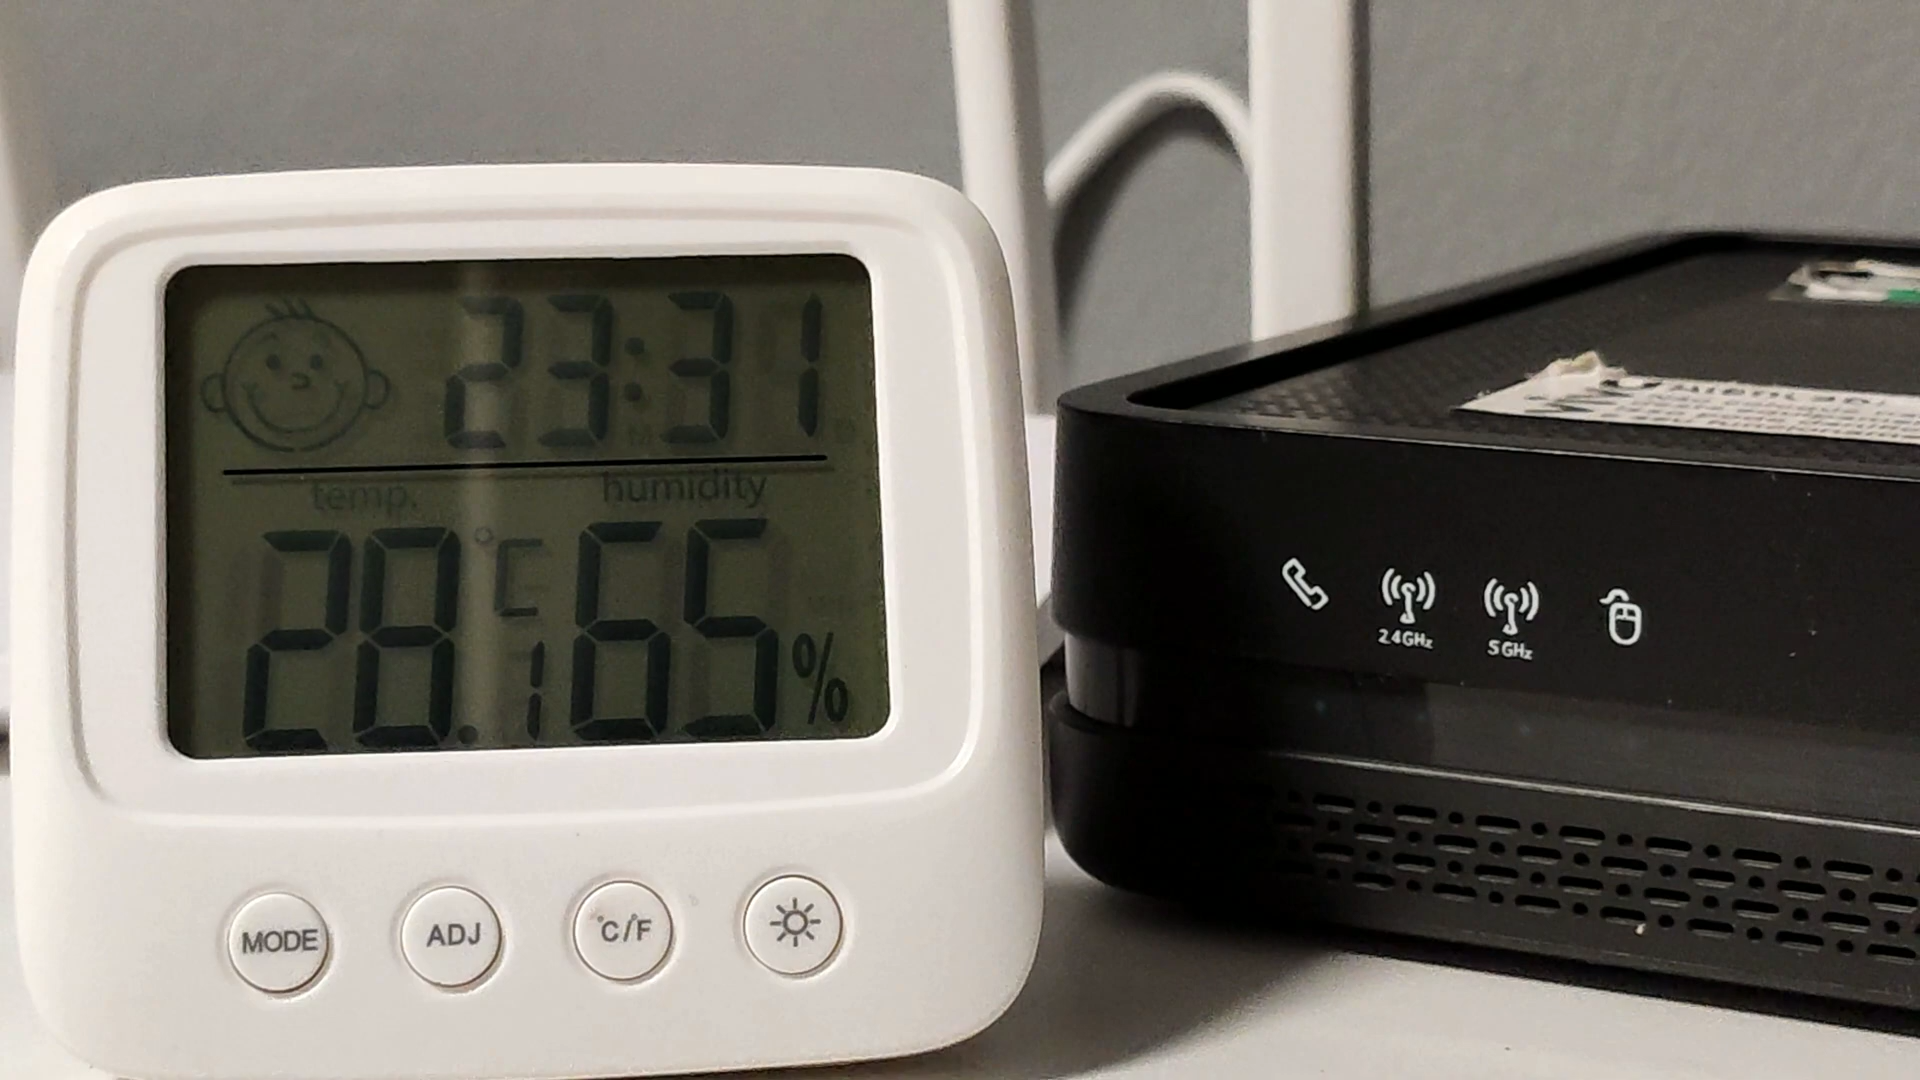 23:31
temp. humidity
28.1 °C 65 %
MODE ADJ °C/°F
2.4GHz 5GHz